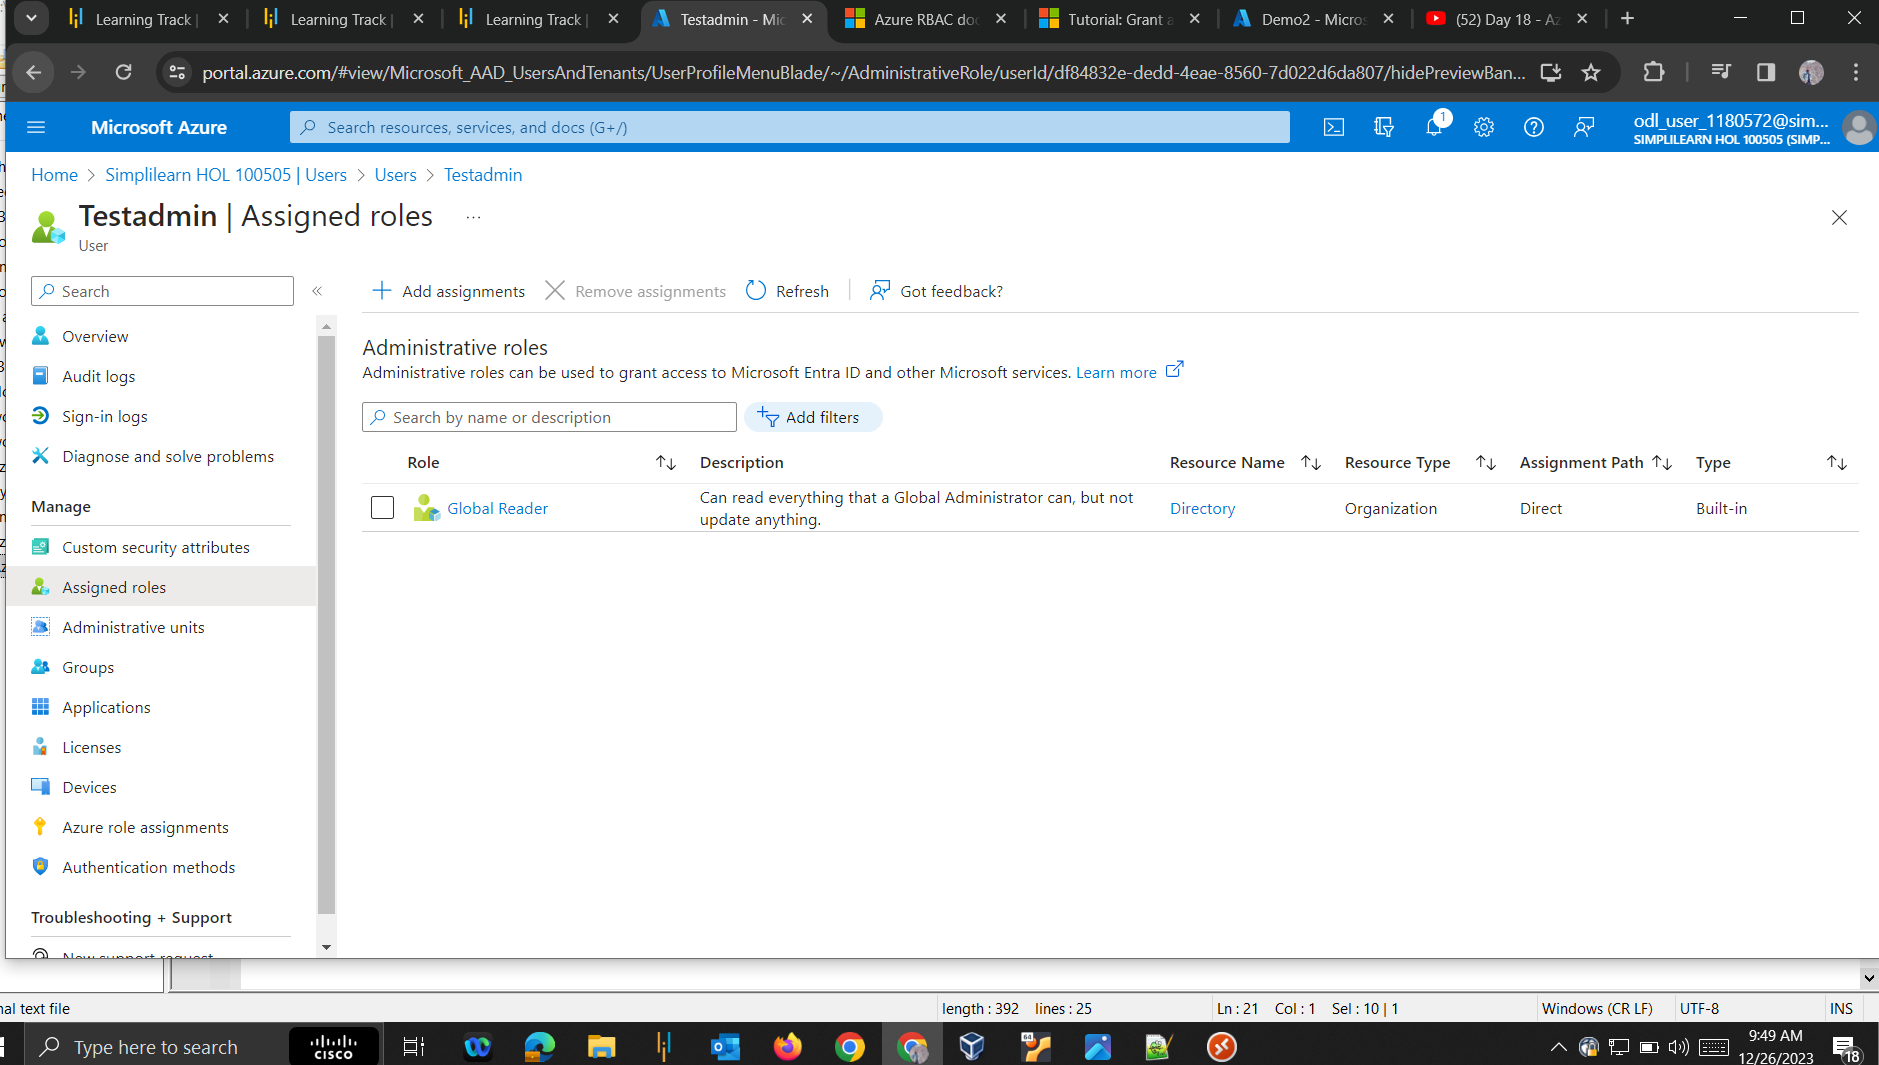 Learning Track |
Learning Track |
Learning Track |
Testadmin - Mic
Azure RBAC doc
Tutorial: Grant a
Demo2 - Micros
(52) Day 18 - Az
portal.azure.com/#view/Microsoft_AAD_UsersAndTenants/UserProfileMenuBlade/~/AdministrativeRole/userId/df84832e-dedd-4eae-8560-7d022d6da807/hidePreviewBan...
Microsoft Azure
Search resources, services, and docs (G+/)
1
odl_user_1180572@sim...
SIMPLILEARN HOL 100505 (SIMP...
Home > Simplilearn HOL 100505 | Users > Users > Testadmin
Testadmin | Assigned roles ...
User
Search
Add assignments
Remove assignments
Refresh
Got feedback?
Overview
Audit logs
Sign-in logs
Diagnose and solve problems
Manage
Custom security attributes
Assigned roles
Administrative units
Groups
Applications
Licenses
Devices
Azure role assignments
Authentication methods
Troubleshooting + Support
New support request
Administrative roles
Administrative roles can be used to grant access to Microsoft Entra ID and other Microsoft services. Learn more
Search by name or description
Add filters
Role Description Resource Name Resource Type Assignment Path Type
Global Reader
Can read everything that a Global Administrator can, but not
update anything.
Directory
Organization
Direct
Built-in
nal text file
length : 392 lines : 25
Ln : 21 Col : 1 Sel : 10 | 1
Windows (CR LF)
UTF-8
INS
Type here to search
CISCO
64
9:49 AM
12/26/2023
18